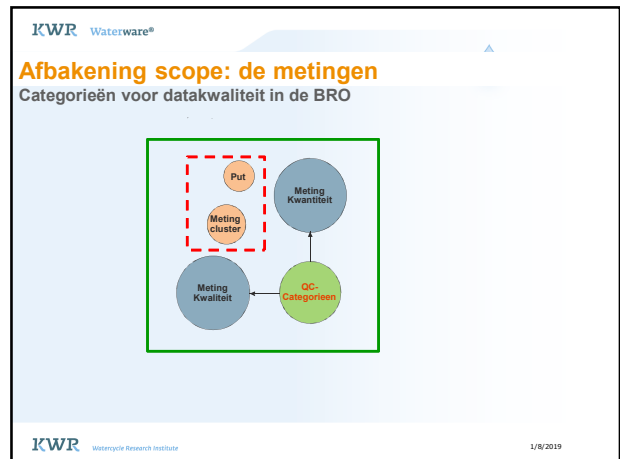 KWR Waterware®
Afbakening scope: de metingen
Categorieën voor datakwaliteit in de BRO
Put
Meting
Kwantiteit
Meting
cluster
Meting
Kwaliteit
QC-
Categorieen
KWR Watercycle Research Institute
1/8/2019